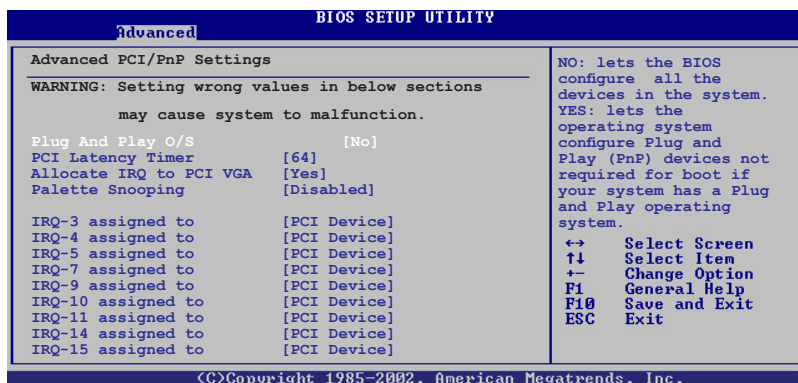 BIOS SETUP UTILITY
Advanced
Advanced PCI/PnP Settings
WARNING: Setting wrong values in below sections
may cause system to malfunction.
Plug And Play O/S [No]
PCI Latency Timer [64]
Allocate IRQ to PCI VGA [Yes]
Palette Snooping [Disabled]
IRQ-3 assigned to [PCI Device]
IRQ-4 assigned to [PCI Device]
IRQ-5 assigned to [PCI Device]
IRQ-7 assigned to [PCI Device]
IRQ-9 assigned to [PCI Device]
IRQ-10 assigned to [PCI Device]
IRQ-11 assigned to [PCI Device]
IRQ-14 assigned to [PCI Device]
IRQ-15 assigned to [PCI Device]
NO: lets the BIOS
configure all the
devices in the system.
YES: lets the
operating system
configure Plug and
Play (PnP) devices not
required for boot if
your system has a Plug
and Play operating
system.
↔ Select Screen
↑↓ Select Item
+- Change Option
F1 General Help
F10 Save and Exit
ESC Exit
(C)Copyright 1985-2002, American Megatrends, Inc.